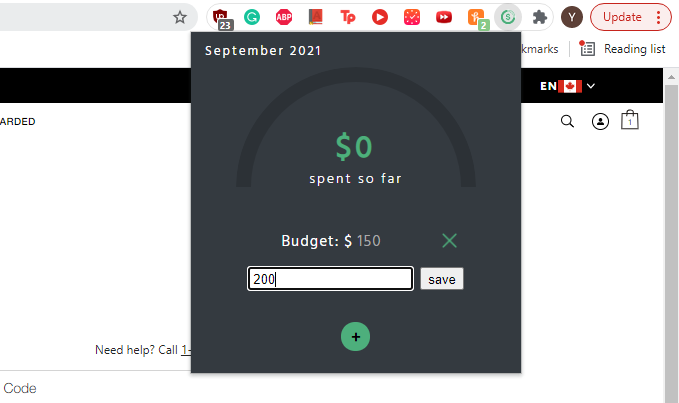 23
ABP
A
Tp
2
Y
Update
September 2021
kmarks
Reading list
EN
ARDED
1
$0
spent so far
Budget: $ 150
200
save
+
Need help? Call 1-
Code